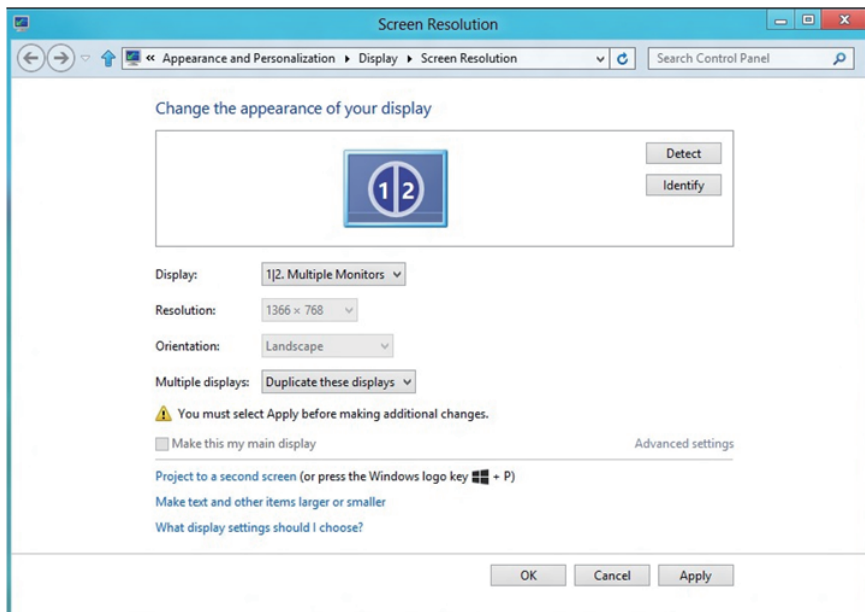 Screen Resolution
« Appearance and Personalization Display Screen Resolution
Search Control Panel
Change the appearance of your display
1 2
Detect
Identify
Display: 1|2. Multiple Monitors
Resolution: 1366 × 768
Orientation: Landscape
Multiple displays: Duplicate these displays
You must select Apply before making additional changes.
Make this my main display
Advanced settings
Project to a second screen (or press the Windows logo key + P)
Make text and other items larger or smaller
What display settings should I choose?
OK Cancel Apply